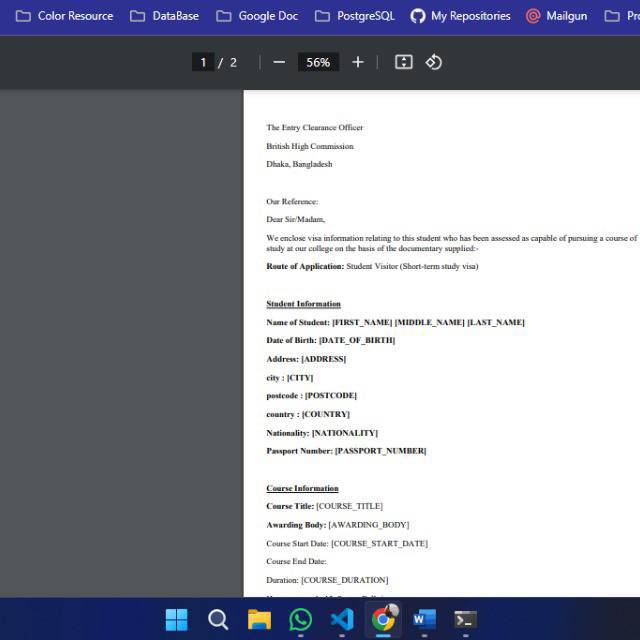 Color Resource DataBase Google Doc PostgreSQL My Repositories Mailgun Pr
1 / 2 56%
The Entry Clearance Officer
British High Commission
Dhaka, Bangladesh
Our Reference:
Dear Sir/Madam,
We enclose visa information relating to this student who has been assessed as capable of pursuing a course of
study at our college on the basis of the documentary supplied:-
Route of Application: Student Visitor (Short-term study visa)
Student Information
Name of Student: [FIRST_NAME] [MIDDLE_NAME] [LAST_NAME]
Date of Birth: [DATE_OF_BIRTH]
Address: [ADDRESS]
city : [CITY]
postcode : [POSTCODE]
country : [COUNTRY]
Nationality: [NATIONALITY]
Passport Number: [PASSPORT_NUMBER]
Course Information
Course Title: [COURSE_TITLE]
Awarding Body: [AWARDING_BODY]
Course Start Date: [COURSE_START_DATE]
Course End Date:
Duration: [COURSE_DURATION]